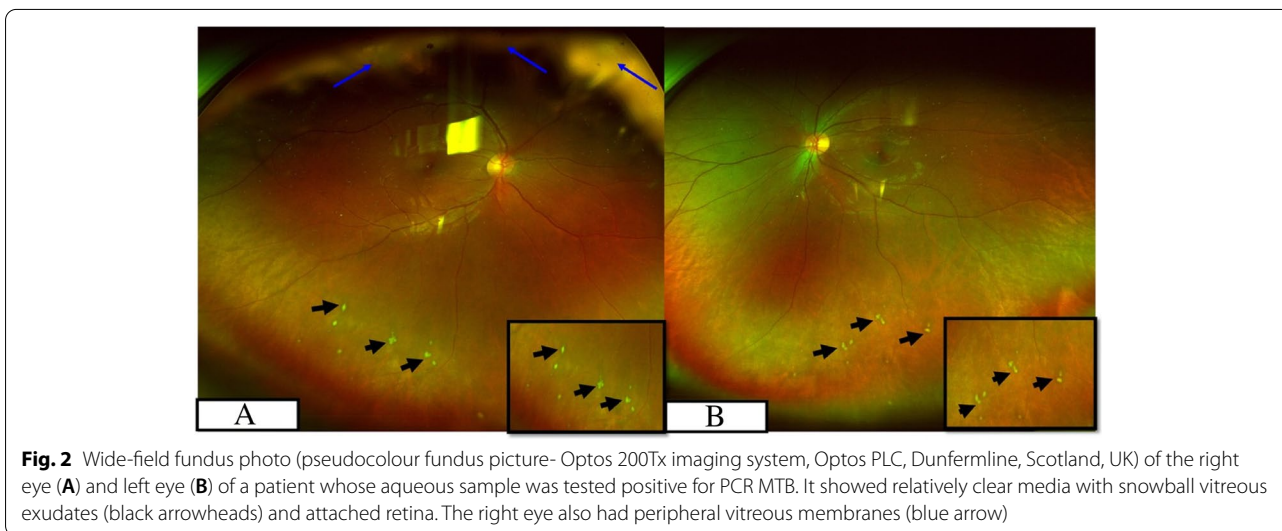 A
B
Fig. 2 Wide-field fundus photo (pseudocolour fundus picture- Optos 200Tx imaging system, Optos PLC, Dunfermline, Scotland, UK) of the right
eye (A) and left eye (B) of a patient whose aqueous sample was tested positive for PCR MTB. It showed relatively clear media with snowball vitreous
exudates (black arrowheads) and attached retina. The right eye also had peripheral vitreous membranes (blue arrow)